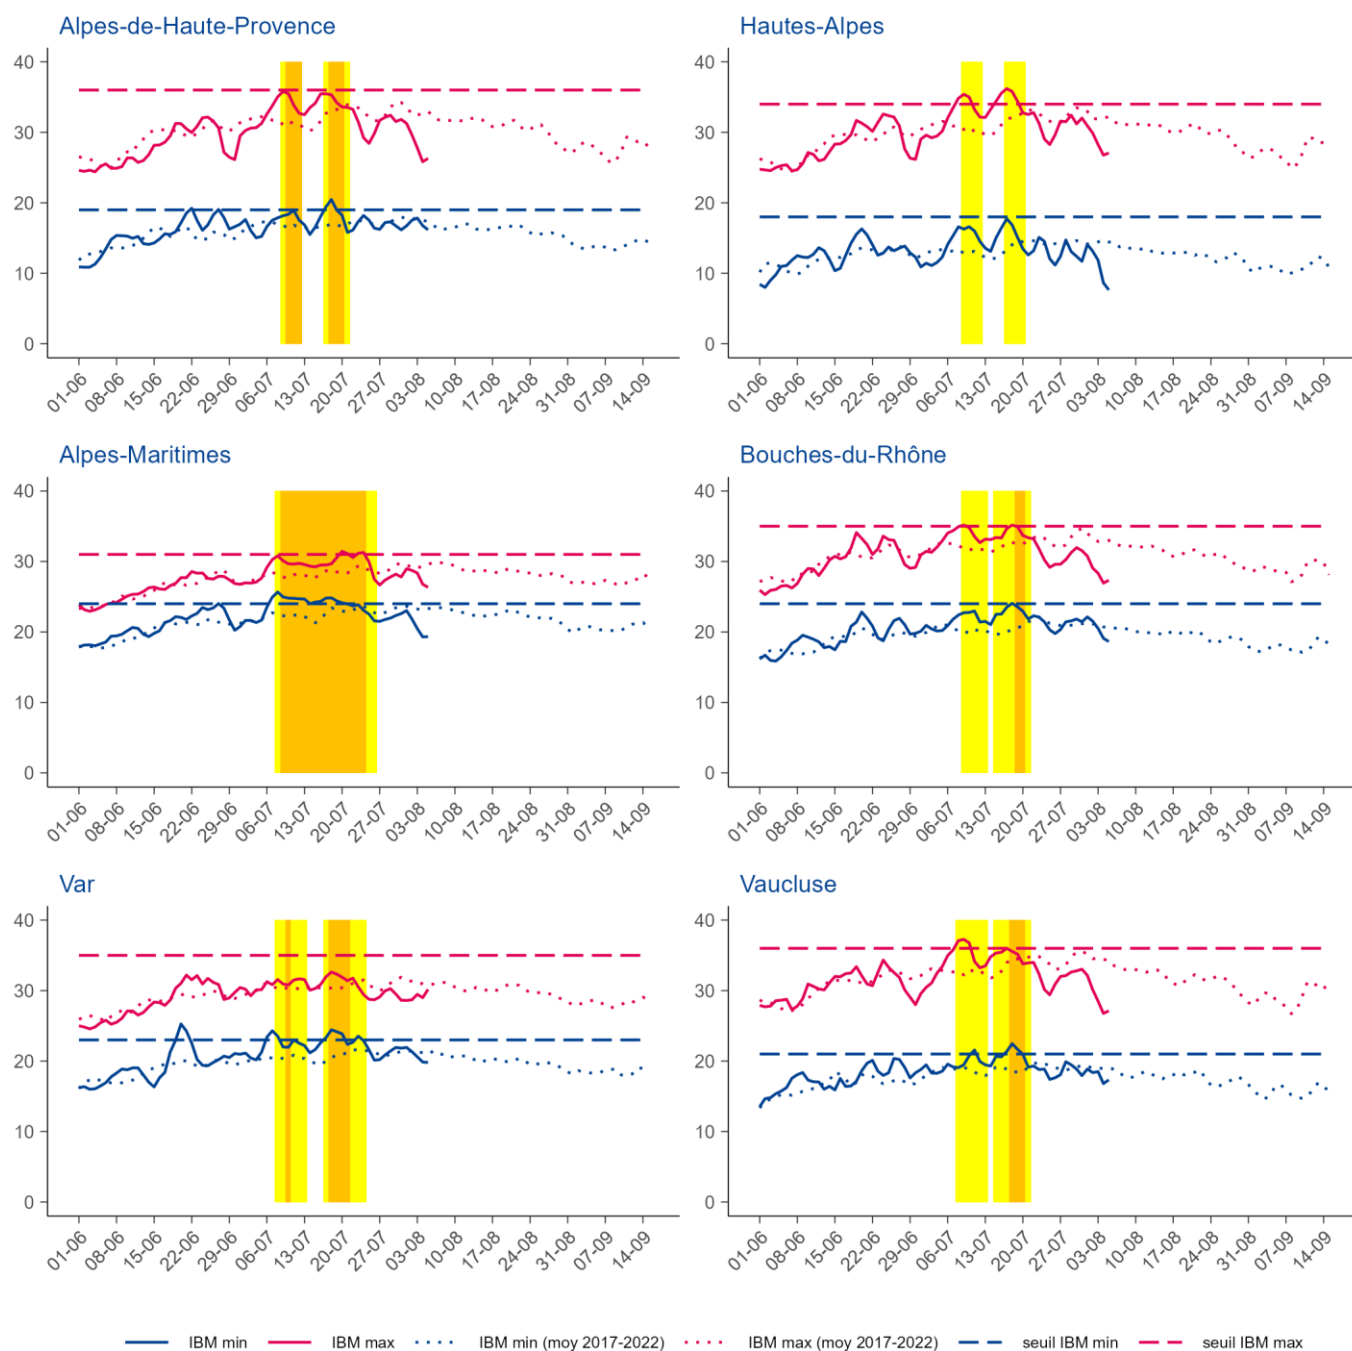 Alpes-de-Haute-Provence
40
30
20
10
0
01-06 08-06 15-06 22-06 29-06 06-07 13-07 20-07 27-07 03-08 10-08 17-08 24-08 31-08 07-09 14-09
Hautes-Alpes
40
30
20
10
0
01-06 08-06 15-06 22-06 29-06 06-07 13-07 20-07 27-07 03-08 10-08 17-08 24-08 31-08 07-09 14-09
Alpes-Maritimes
40
30
20
10
0
01-06 08-06 15-06 22-06 29-06 06-07 13-07 20-07 27-07 03-08 10-08 17-08 24-08 31-08 07-09 14-09
Bouches-du-Rhône
40
30
20
10
0
01-06 08-06 15-06 22-06 29-06 06-07 13-07 20-07 27-07 03-08 10-08 17-08 24-08 31-08 07-09 14-09
Var
40
30
20
10
0
01-06 08-06 15-06 22-06 29-06 06-07 13-07 20-07 27-07 03-08 10-08 17-08 24-08 31-08 07-09 14-09
Vaucluse
40
30
20
10
0
01-06 08-06 15-06 22-06 29-06 06-07 13-07 20-07 27-07 03-08 10-08 17-08 24-08 31-08 07-09 14-09
IBM min IBM max IBM min (moy 2017-2022) IBM max (moy 2017-2022) seuil IBM min seuil IBM max